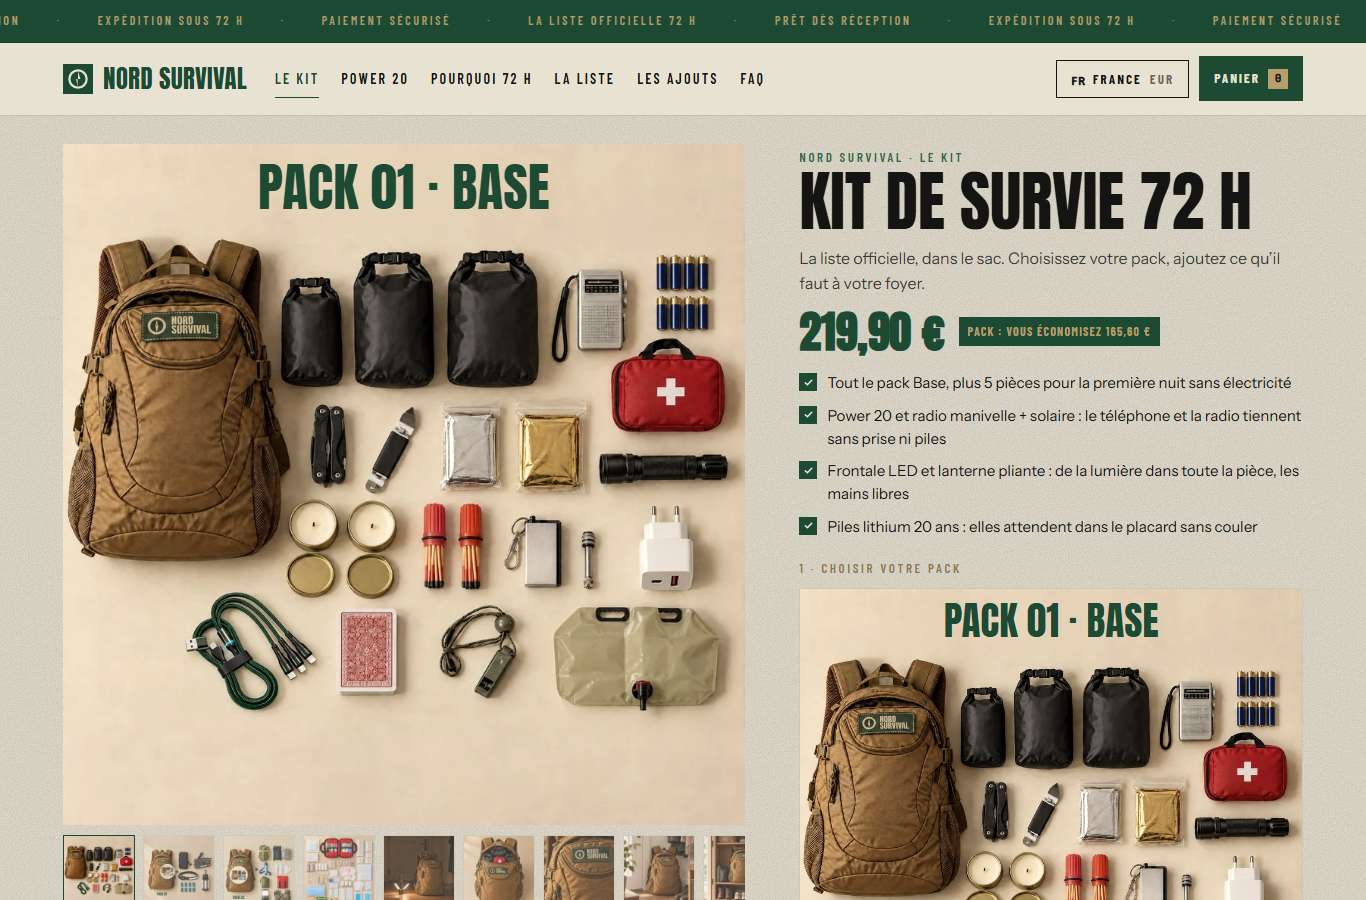 ON · EXPÉDITION SOUS 72 H · PAIEMENT SÉCURISÉ · LA LISTE OFFICIELLE 72 H · PRÊT DÈS RÉCEPTION · EXPÉDITION SOUS 72 H · PAIEMENT SÉCURISÉ
NORD SURVIVAL LE KIT POWER 20 POURQUOI 72 H LA LISTE LES AJOUTS FAQ FR FRANCE EUR PANIER 0
PACK 01 · BASE
NORD SURVIVAL
NORD SURVIVAL · LE KIT
KIT DE SURVIE 72 H
La liste officielle, dans le sac. Choisissez votre pack, ajoutez ce qu'il
faut à votre foyer.
219,90 € PACK : VOUS ÉCONOMISEZ 165,60 €
Tout le pack Base, plus 5 pièces pour la première nuit sans électricité
Power 20 et radio manivelle + solaire : le téléphone et la radio tiennent
sans prise ni piles
Frontale LED et lanterne pliante : de la lumière dans toute la pièce, les
mains libres
Piles lithium 20 ans : elles attendent dans le placard sans couler
1 · CHOISIR VOTRE PACK
PACK 01 · BASE
NORD SURVIVAL